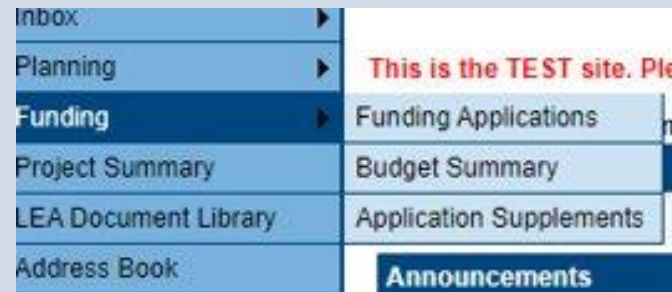 Inbox
Planning
This is the TEST site.
Funding
Funding Applications
Project Summary
Budget Summary
LEA Document Library
Application Supplements
Address Book
Announcements